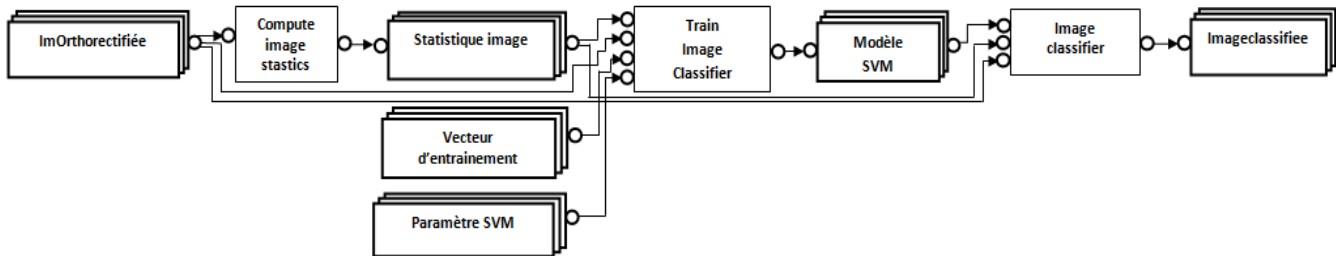 ImOrthorectifiée
Compute
image
stastics
Statistique image
Train
Image
Classifier
Modèle
SVM
Image
classifier
Imageclassifiee
Vecteur
d'entrainement
Paramètre SVM